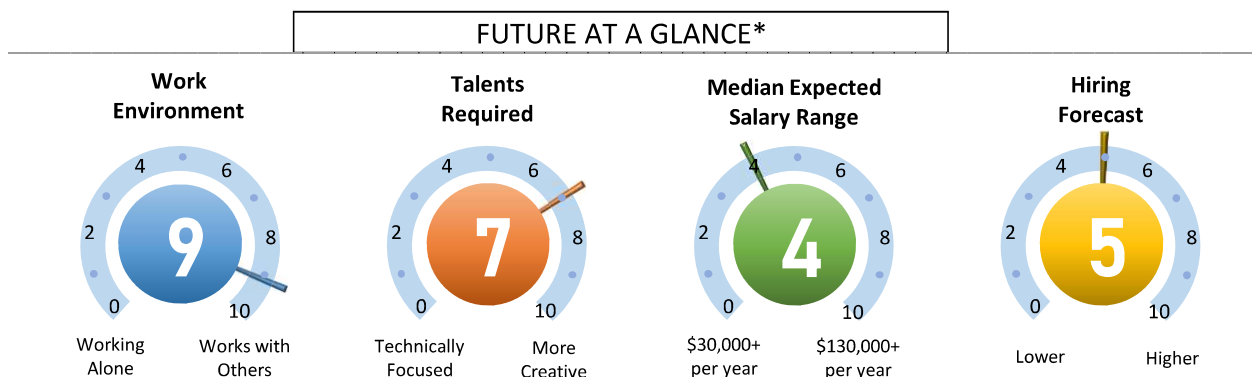 FUTURE AT A GLANCE*
Work
Environment
4
6
2
8
9
0
10
Working
Alone
Works with
Others
Talents
Required
4
6
2
8
7
0
10
Technically
Focused
More
Creative
Median Expected
Salary Range
4
6
2
8
4
0
10
$30,000+
per year
$130,000+
per year
Hiring
Forecast
4
6
2
8
5
0
10
Lower
Higher